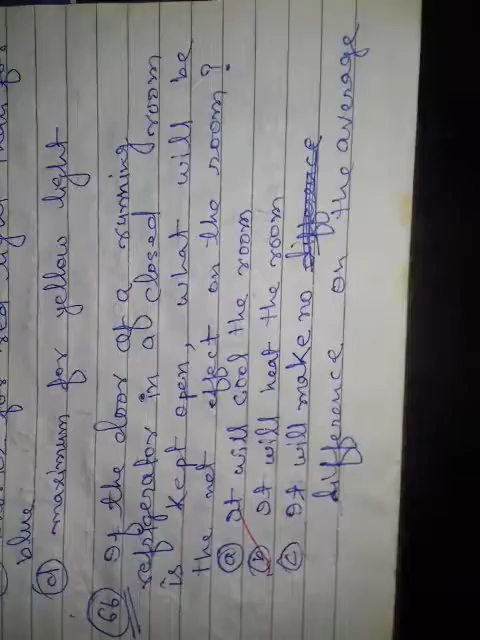 blue
(d) maximum for yellow light
(66) If the door of a running
refrigerator in a closed room
is kept open, what will be
the net effect on the room?
(a) It will cool the room
(b) It will heat the room
(c) It will make no difference
difference on the average